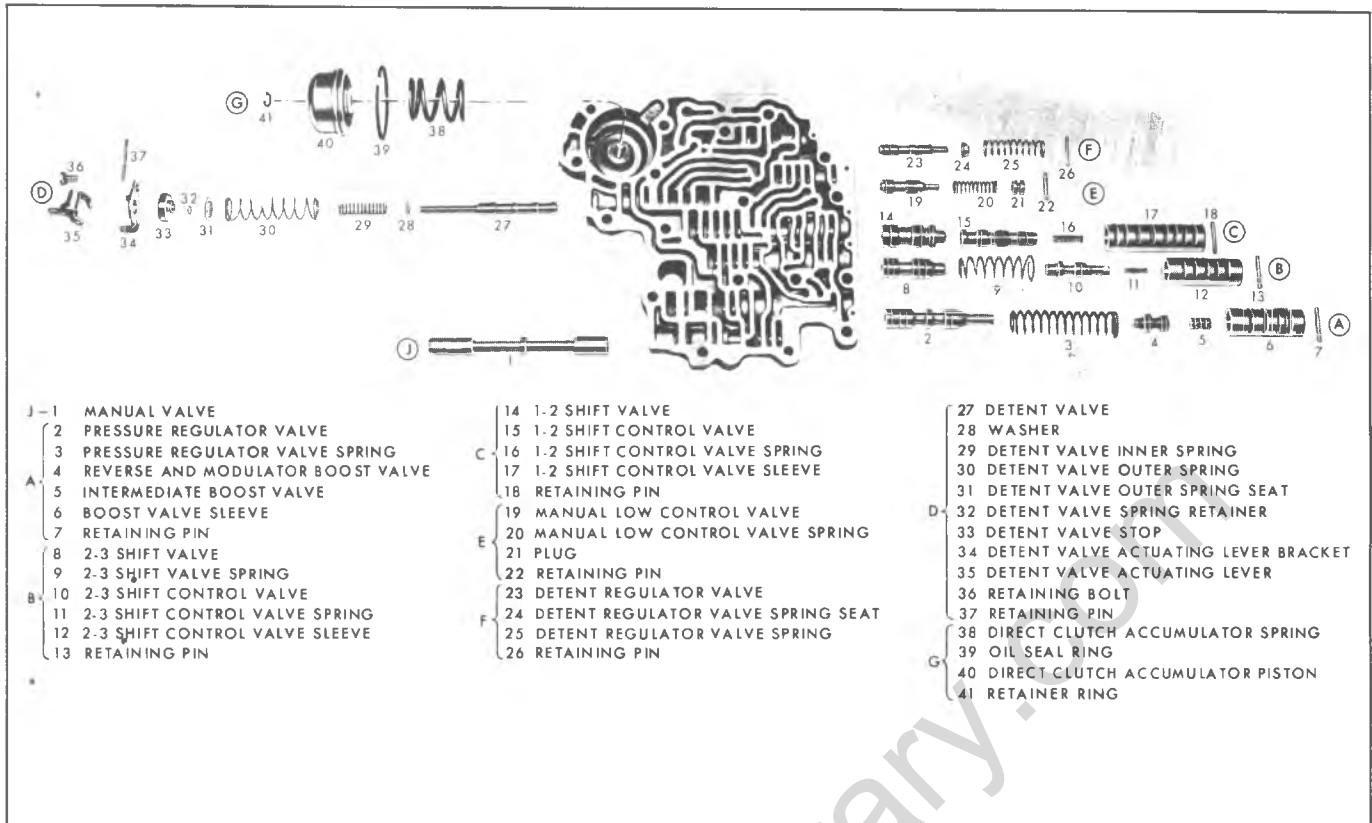 G
41
40
39
38
37
36
D
35
34
33
32
31
30
29
28
27
J
1
23
24
25
26
F
19
20
21
22
E
14
15
16
17
18
C
8
9
10
11
12
13
B
2
3
4
5
6
7
A
J-1 MANUAL VALVE
A
2 PRESSURE REGULATOR VALVE
3 PRESSURE REGULATOR VALVE SPRING
4 REVERSE AND MODULATOR BOOST VALVE
5 INTERMEDIATE BOOST VALVE
6 BOOST VALVE SLEEVE
7 RETAINING PIN
B
8 2-3 SHIFT VALVE
9 2-3 SHIFT VALVE SPRING
10 2-3 SHIFT CONTROL VALVE
11 2-3 SHIFT CONTROL VALVE SPRING
12 2-3 SHIFT CONTROL VALVE SLEEVE
13 RETAINING PIN
C
14 1-2 SHIFT VALVE
15 1-2 SHIFT CONTROL VALVE
16 1-2 SHIFT CONTROL VALVE SPRING
17 1-2 SHIFT CONTROL VALVE SLEEVE
18 RETAINING PIN
E
19 MANUAL LOW CONTROL VALVE
20 MANUAL LOW CONTROL VALVE SPRING
21 PLUG
22 RETAINING PIN
F
23 DETENT REGULATOR VALVE
24 DETENT REGULATOR VALVE SPRING SEAT
25 DETENT REGULATOR VALVE SPRING
26 RETAINING PIN
D
27 DETENT VALVE
28 WASHER
29 DETENT VALVE INNER SPRING
30 DETENT VALVE OUTER SPRING
31 DETENT VALVE OUTER SPRING SEAT
32 DETENT VALVE SPRING RETAINER
33 DETENT VALVE STOP
34 DETENT VALVE ACTUATING LEVER BRACKET
35 DETENT VALVE ACTUATING LEVER
36 RETAINING BOLT
37 RETAINING PIN
G
38 DIRECT CLUTCH ACCUMULATOR SPRING
39 OIL SEAL RING
40 DIRECT CLUTCH ACCUMULATOR PISTON
41 RETAINER RING
ary.com